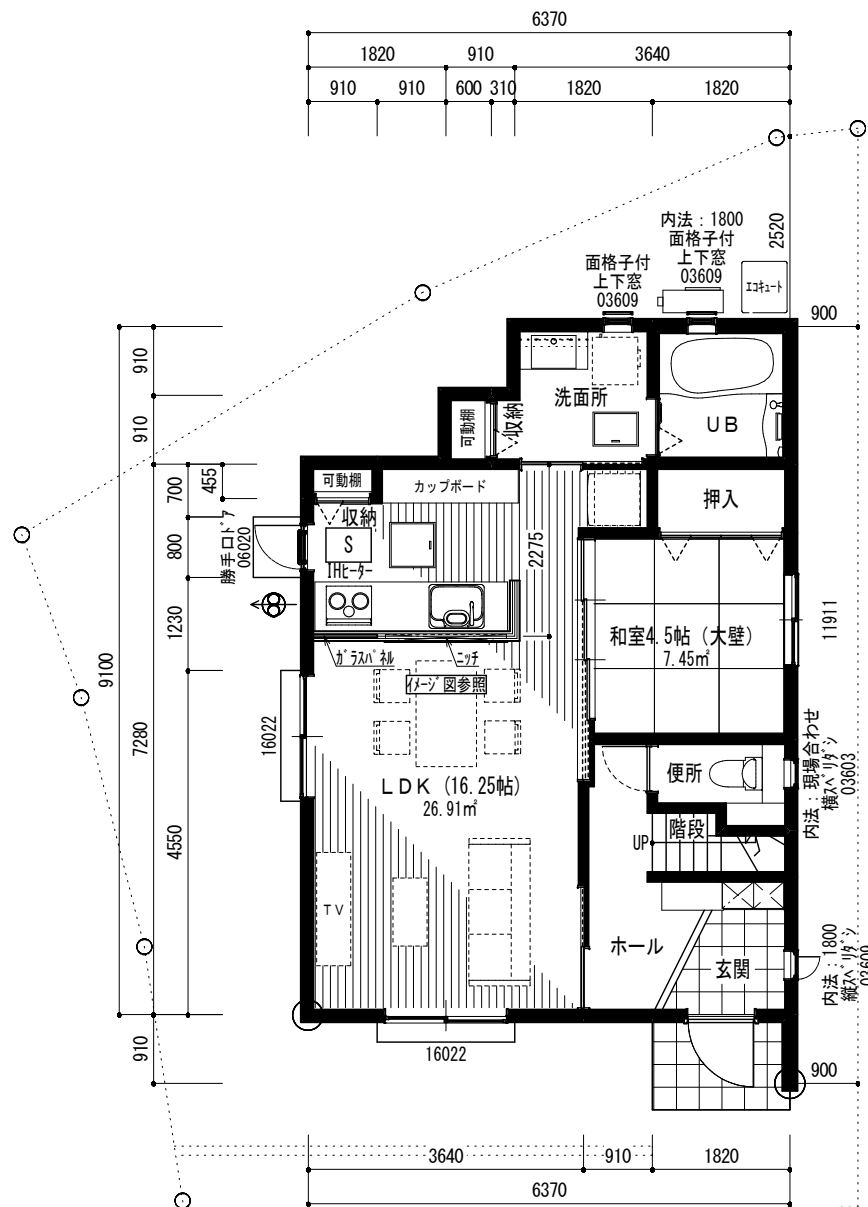 6370
1820 910 3640
910 910 600 310 1820 1820
2520
内法：1800
面格子付
上下窓
03609
面格子付
上下窓
03609
エコキュート
900
910
910
洗面所
UB
可動棚
収納
700
455
可動棚
カップボード
押入
収納
勝手口ドア
06020
800
S
IHヒーター
2275
1230
11911
和室4.5帖（大壁）
7.45㎡
ガラスパネル
ニッチ
イメージ図参照
9100
7280
16022
内法：現場合わせ
横スベリダシ
03603
LDK (16.25帖)
26.91㎡
便所
4550
UP
階段
TV
ホール
玄関
内法：1800
縦スベリダシ
03609
910
16022
900
3640 910 1820
6370